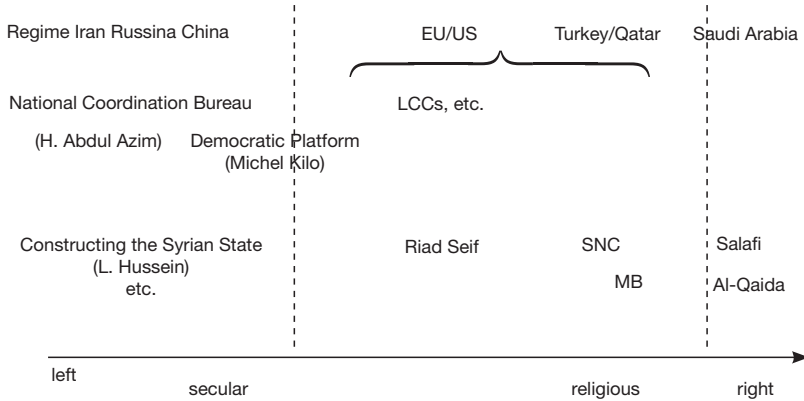 Regime Iran Russina China EU/US Turkey/Qatar Saudi Arabia
National Coordination Bureau LCCs, etc.
(H. Abdul Azim) Democratic Platform
(Michel Kilo)
Constructing the Syrian State Riad Seif SNC Salafi
(L. Hussein)
etc. MB Al-Qaida
left
secular religious right